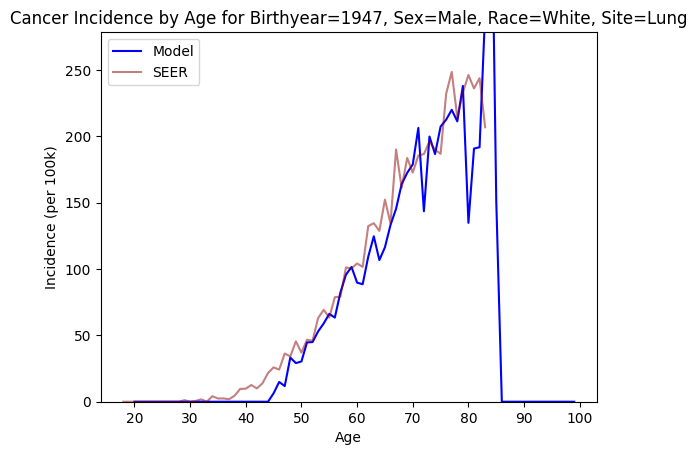 Cancer Incidence by Age for Birthyear=1947, Sex=Male, Race=White, Site=Lung
Model
SEER
250
200
150
100
50
0
Incidence (per 100k)
20 30 40 50 60 70 80 90 100
Age